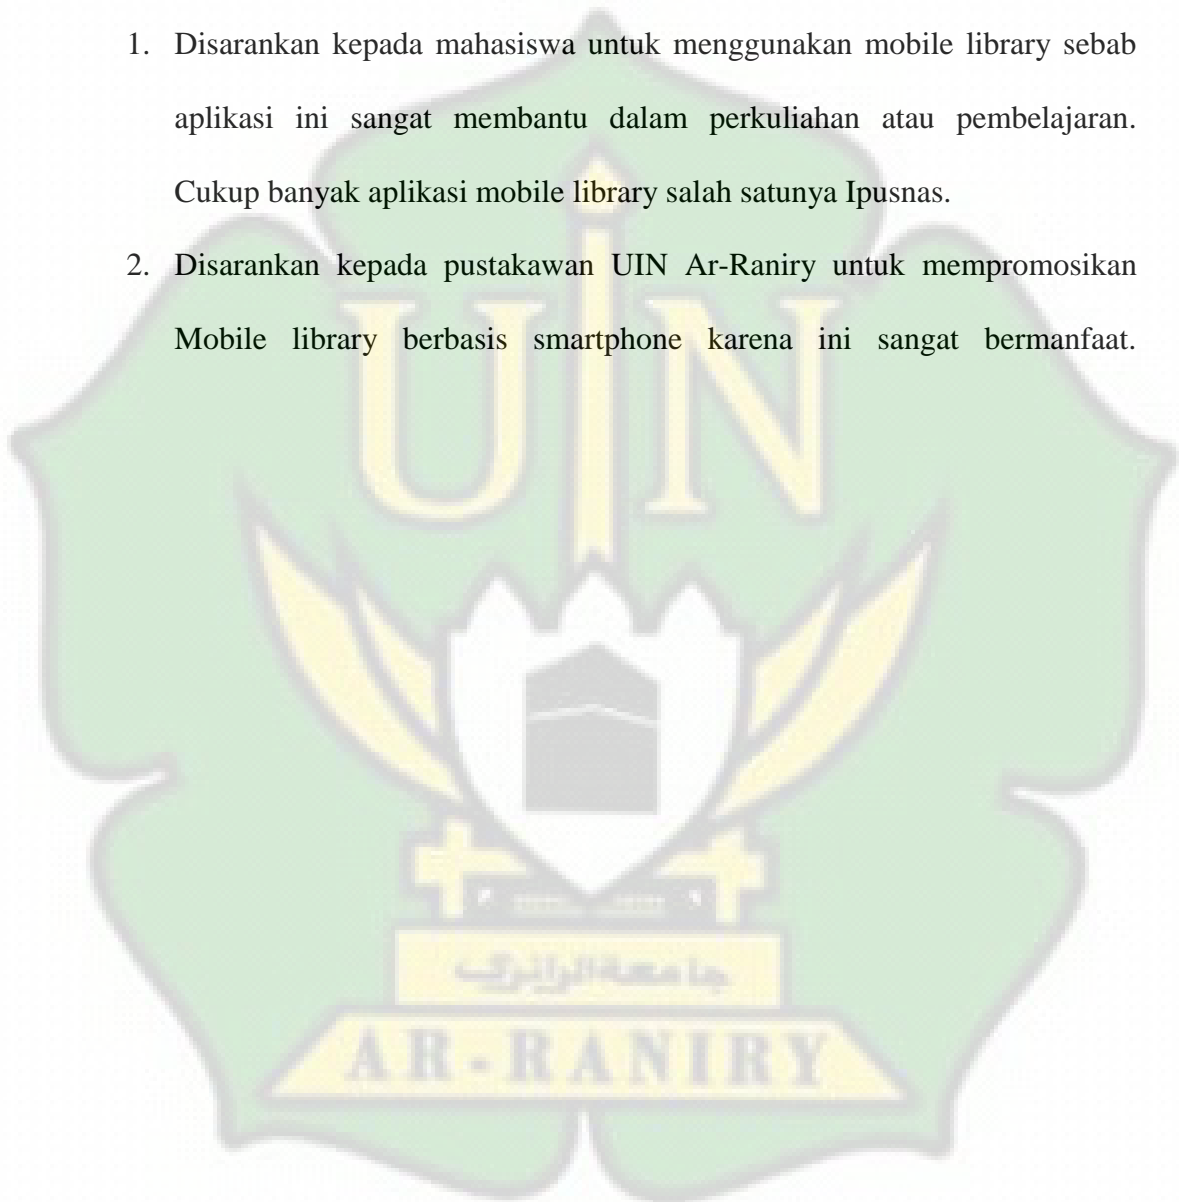 1. Disarankan kepada mahasiswa untuk menggunakan mobile library sebab
aplikasi ini sangat membantu dalam perkuliahan atau pembelajaran.
Cukup banyak aplikasi mobile library salah satunya Ipusnas.
2. Disarankan kepada pustakawan UIN Ar-Raniry untuk mempromosikan
Mobile library berbasis smartphone karena ini sangat bermanfaat.
UIN
جامعة الرانري
AR-RANIRY